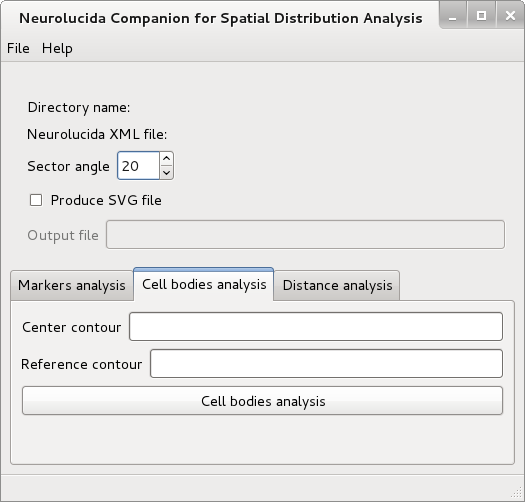 Neurolucida Companion for Spatial Distribution Analysis
File Help
Directory name:
Neurolucida XML file:
Sector angle 20
Produce SVG file
Output file
Markers analysis Cell bodies analysis Distance analysis
Center contour
Reference contour
Cell bodies analysis